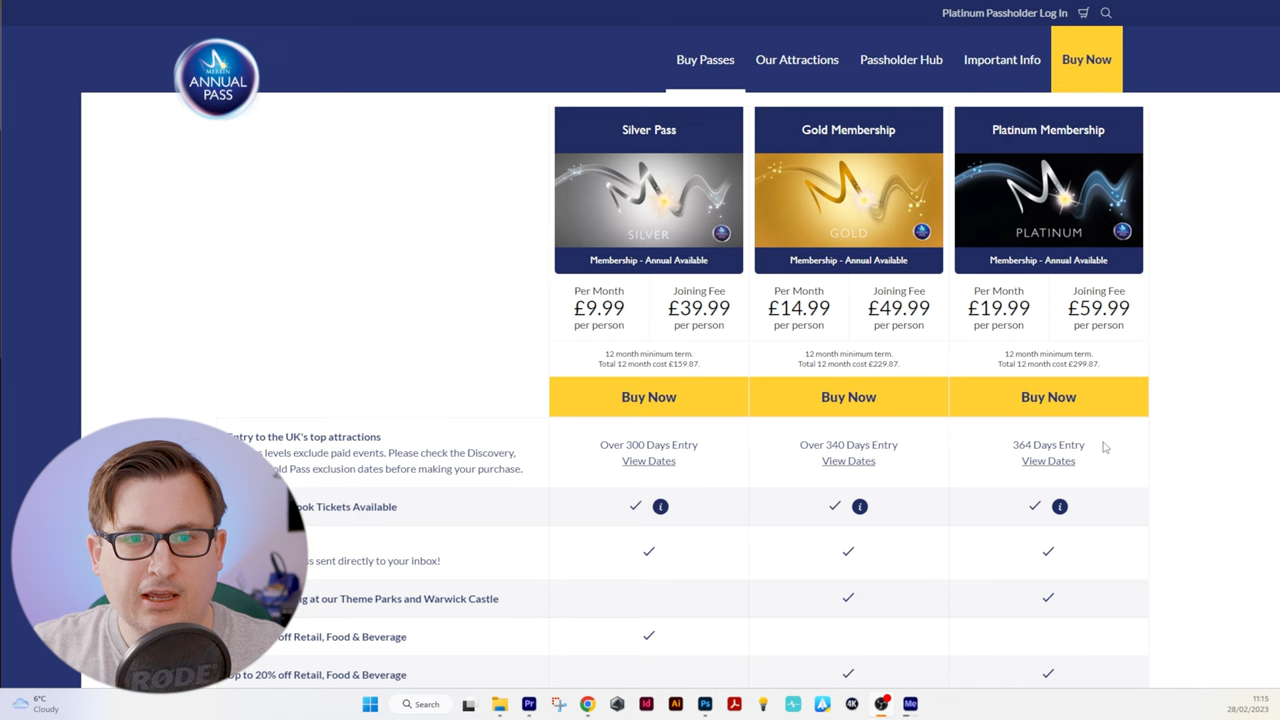 Platinum Passholder Log In
MERLIN
ANNUAL
PASS
Buy Passes
Our Attractions
Passholder Hub
Important Info
Buy Now
Silver Pass
Gold Membership
Platinum Membership
SILVER
GOLD
PLATINUM
Membership - Annual Available
Membership - Annual Available
Membership - Annual Available
Per Month
£9.99
per person
Joining Fee
£39.99
per person
Per Month
£14.99
per person
Joining Fee
£49.99
per person
Per Month
£19.99
per person
Joining Fee
£59.99
per person
12 month minimum term.
Total 12 month cost £159.87.
12 month minimum term.
Total 12 month cost £229.87.
12 month minimum term.
Total 12 month cost £299.87.
Buy Now
Buy Now
Buy Now
Entry to the UK's top attractions
levels exclude paid events. Please check the Discovery,
Pass exclusion dates before making your purchase.
Over 300 Days Entry
View Dates
Over 340 Days Entry
View Dates
364 Days Entry
View Dates
Tickets Available
i
i
i
sent directly to your inbox!
at our Theme Parks and Warwick Castle
off Retail, Food & Beverage
Up to 20% off Retail, Food & Beverage
RØDE
6°C
Cloudy
Search
Pr
Id
Ai
Ps
4K
Me
11:15
28/02/2023